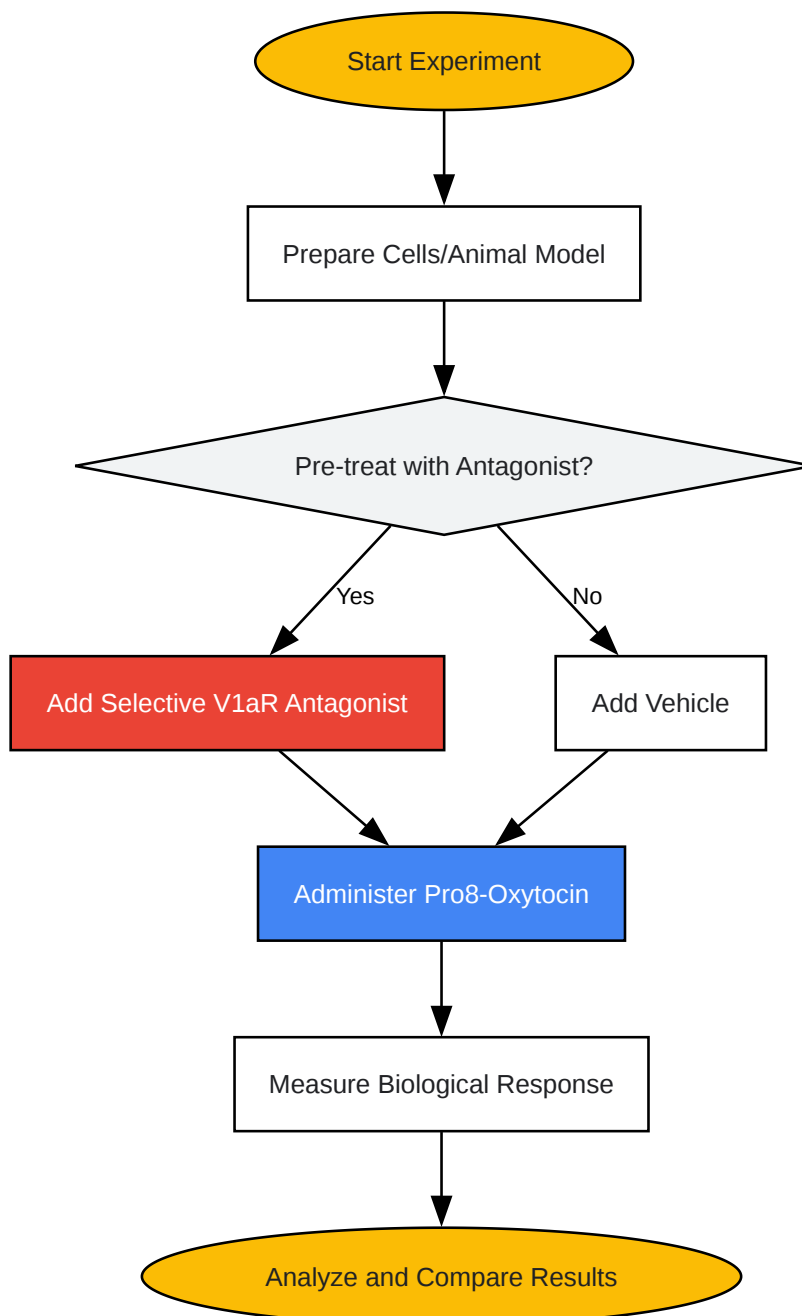 Start Experiment
Prepare Cells/Animal Model
Pre-treat with Antagonist?
Yes
No
Add Selective V1aR Antagonist
Add Vehicle
Administer Pro8-Oxytocin
Measure Biological Response
Analyze and Compare Results